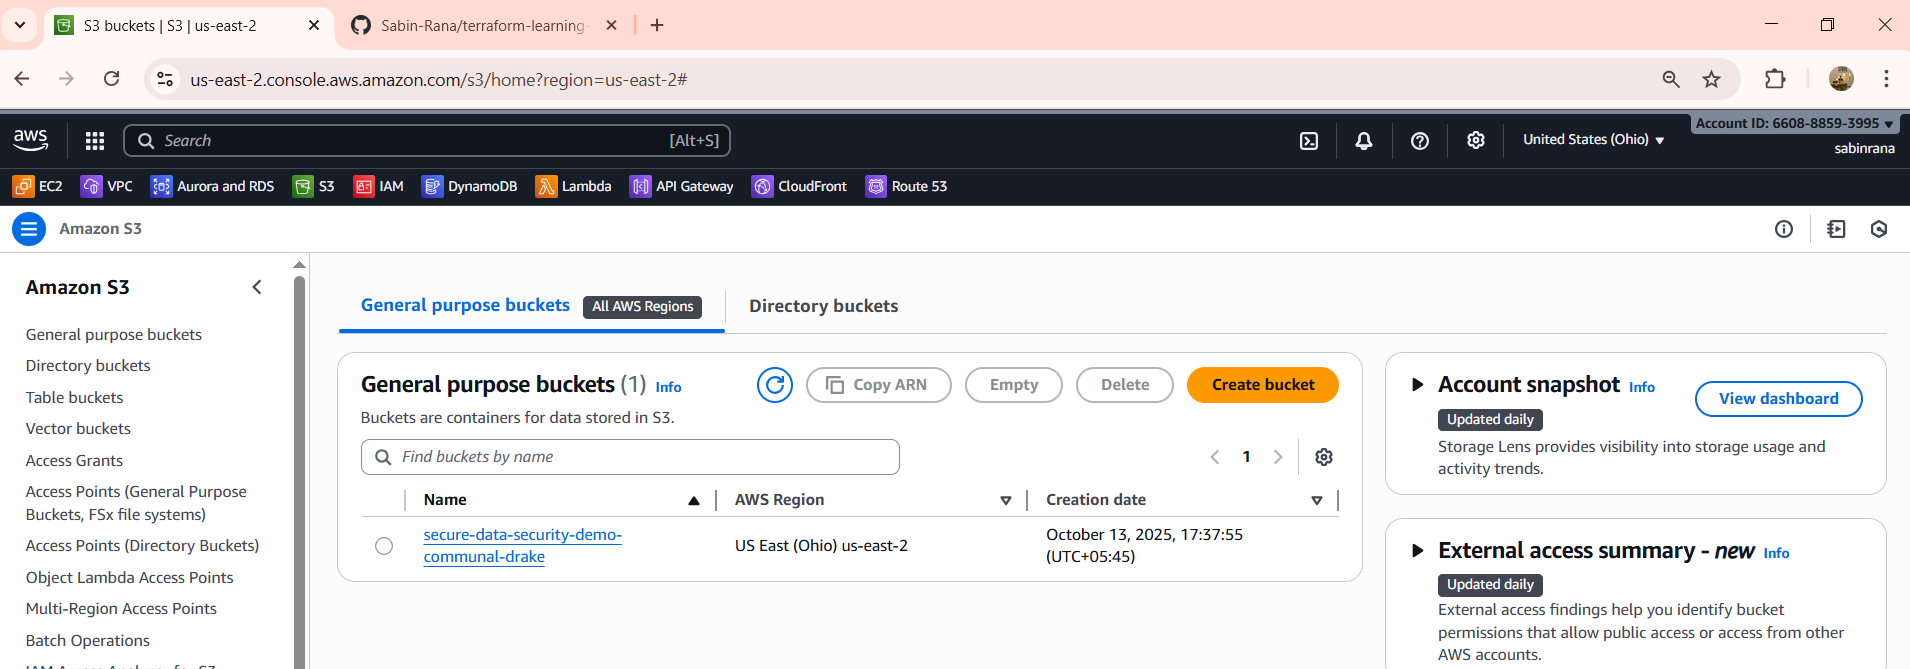 S3 buckets | S3 | us-east-2
Sabin-Rana/terraform-learning-
us-east-2.console.aws.amazon.com/s3/home?region=us-east-2#
aws
Search
[Alt+S]
United States (Ohio)
Account ID: 6608-8859-3995
sabinrana
EC2
VPC
Aurora and RDS
S3
IAM
DynamoDB
Lambda
API Gateway
CloudFront
Route 53
Amazon S3
Amazon S3
General purpose buckets
Directory buckets
Table buckets
Vector buckets
Access Grants
Access Points (General Purpose
Buckets, FSx file systems)
Access Points (Directory Buckets)
Object Lambda Access Points
Multi-Region Access Points
Batch Operations
IAM Access Analyzer for S3
General purpose buckets
All AWS Regions
Directory buckets
General purpose buckets (1) Info
Copy ARN
Empty
Delete
Create bucket
Buckets are containers for data stored in S3.
Find buckets by name
1
Name
AWS Region
Creation date
secure-data-security-demo-
communal-drake
US East (Ohio) us-east-2
October 13, 2025, 17:37:55
(UTC+05:45)
Account snapshot Info
Updated daily
View dashboard
Storage Lens provides visibility into storage usage and
activity trends.
External access summary - new Info
Updated daily
External access findings help you identify bucket
permissions that allow public access or access from other
AWS accounts.